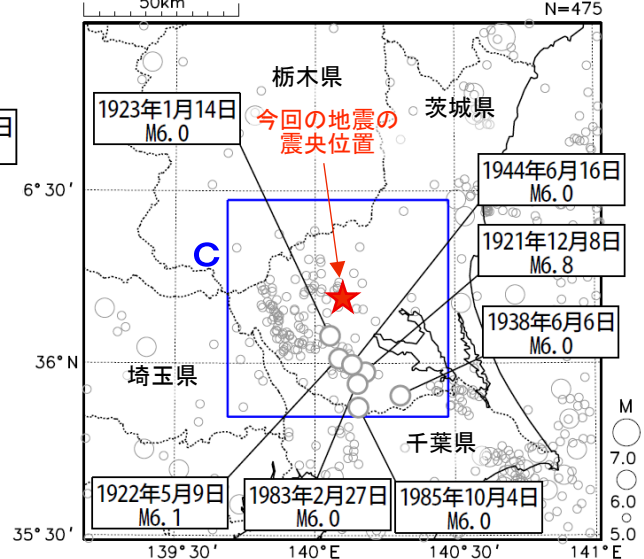 50km
N=475
栃木県
茨城県
1923年1月14日
M6.0
今回の地震の
震央位置
日
1944年6月16日
M6.0
6°30′
1921年12月8日
M6.8
C
1938年6月6日
M6.0
36°N
埼玉県
千葉県
M
7.0
6.0
5.0
1922年5月9日
M6.1
1983年2月27日
M6.0
1985年10月4日
M6.0
35°30′
139°30′
140°00′
140°30′
141°E